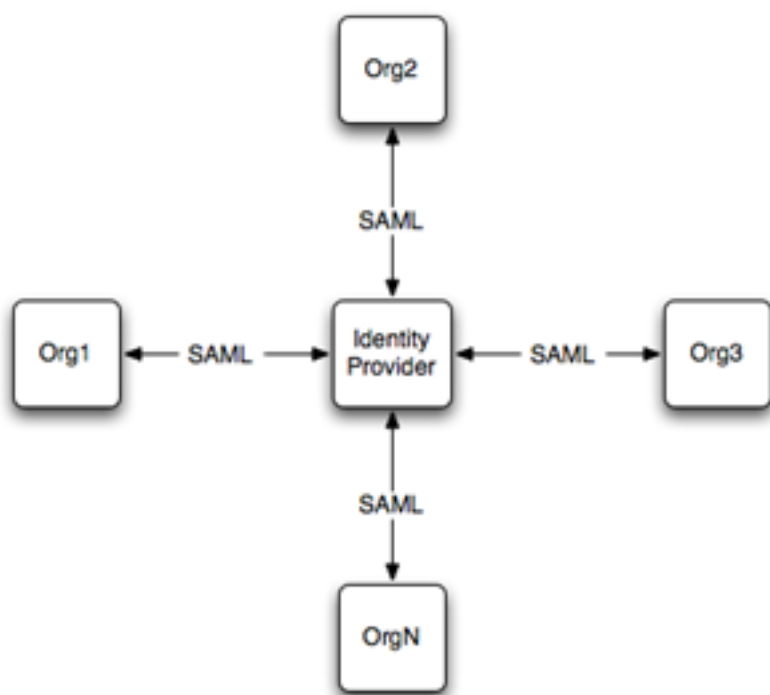 Org2
SAML
Org1
SAML
Identity
Provider
SAML
Org3
SAML
OrgN